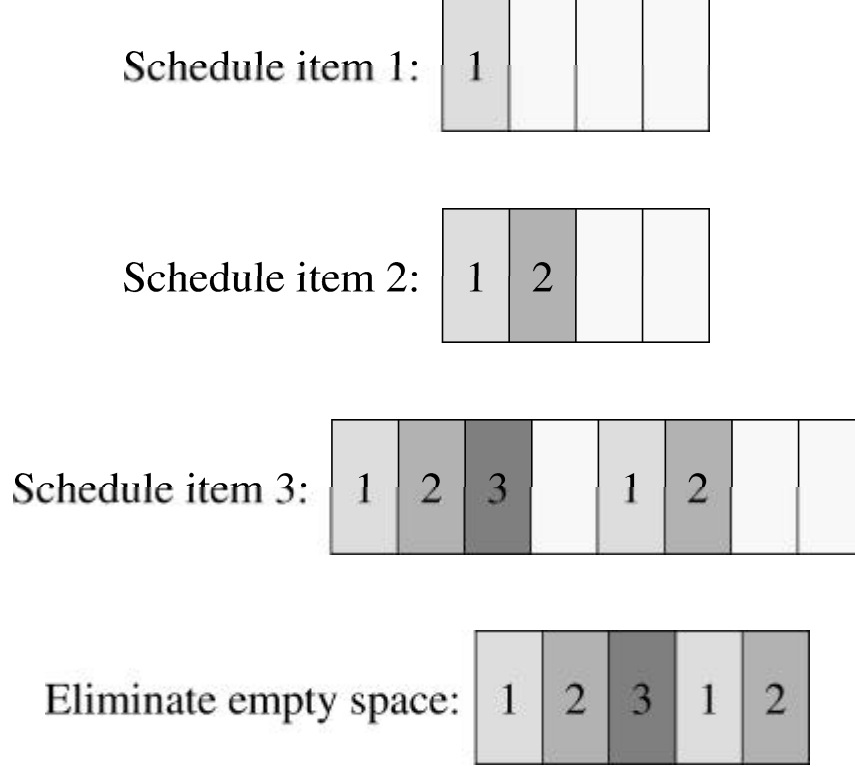 Schedule item 1: 1
Schedule item 2: 1 2
Schedule item 3: 1 2 3 1 2
Eliminate empty space: 1 2 3 1 2